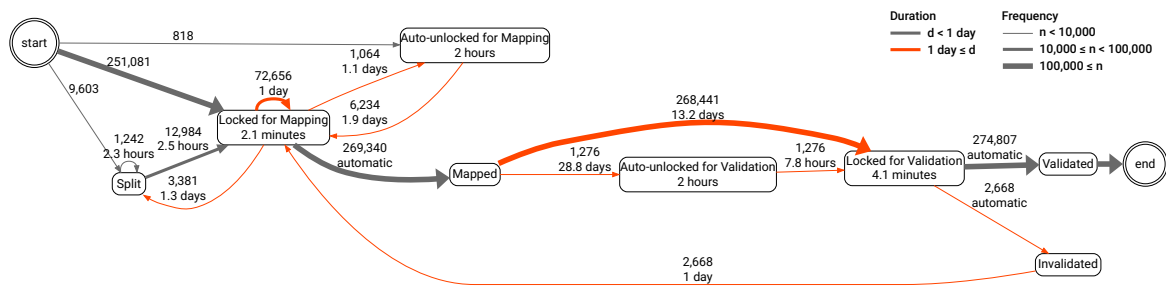 Duration
d < 1 day
1 day ≤ d
Frequency
n < 10,000
10,000 ≤ n < 100,000
100,000 ≤ n
start
818
Auto-unlocked for Mapping
2 hours
251,081
9,603
72,656
1 day
1,064
1.1 days
6,234
1.9 days
Locked for Mapping
2.1 minutes
1,242
2.3 hours
12,984
2.5 hours
Split
3,381
1.3 days
269,340
automatic
Mapped
268,441
13.2 days
1,276
28.8 days
Auto-unlocked for Validation
2 hours
1,276
7.8 hours
Locked for Validation
4.1 minutes
274,807
automatic
Validated
end
2,668
automatic
Invalidated
2,668
1 day